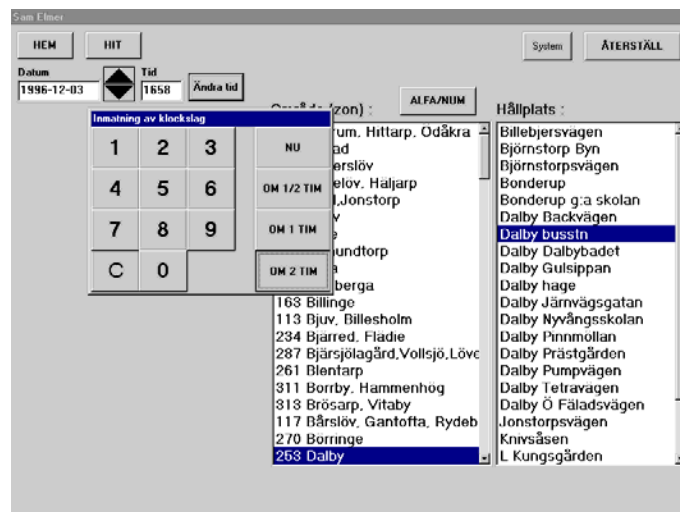 Sam Elmer
HEM HIT System ÅTERSTÄLL
Datum Tid
1996-12-03 1658 Ändra tid
(zon) : ALFA/NUM Hållplats :
Inmatning av klockslag
1 2 3 NU
4 5 6 OM 1/2 TIM
7 8 9 OM 1 TIM
C 0 OM 2 TIM
rum, Hittarp, Ödåkra
ad
erslöv
elöv, Häljarp
l,Jonstorp
v
e
undtorp
a
berga
163 Billinge
113 Bjuv, Billesholm
234 Bjärred, Flädie
287 Bjärsjölagård,Vollsjö,Löve
261 Blentarp
311 Borrby, Hammenhög
313 Brösarp, Vitaby
117 Bårslöv, Gantofta, Rydeb
270 Börringe
253 Dalby
Billebjersvägen
Björnstorp Byn
Björnstorpsvägen
Bonderup
Bonderup g:a skolan
Dalby Backvägen
Dalby busstn
Dalby Dalbybadet
Dalby Gulsippan
Dalby hage
Dalby Järnvägsgatan
Dalby Nyvångsskolan
Dalby Pinnmöllan
Dalby Prästgården
Dalby Pumpvägen
Dalby Tetravägen
Dalby Ö Fäladsvägen
Jonstorpsvägen
Knivsåsen
L Kungsgården